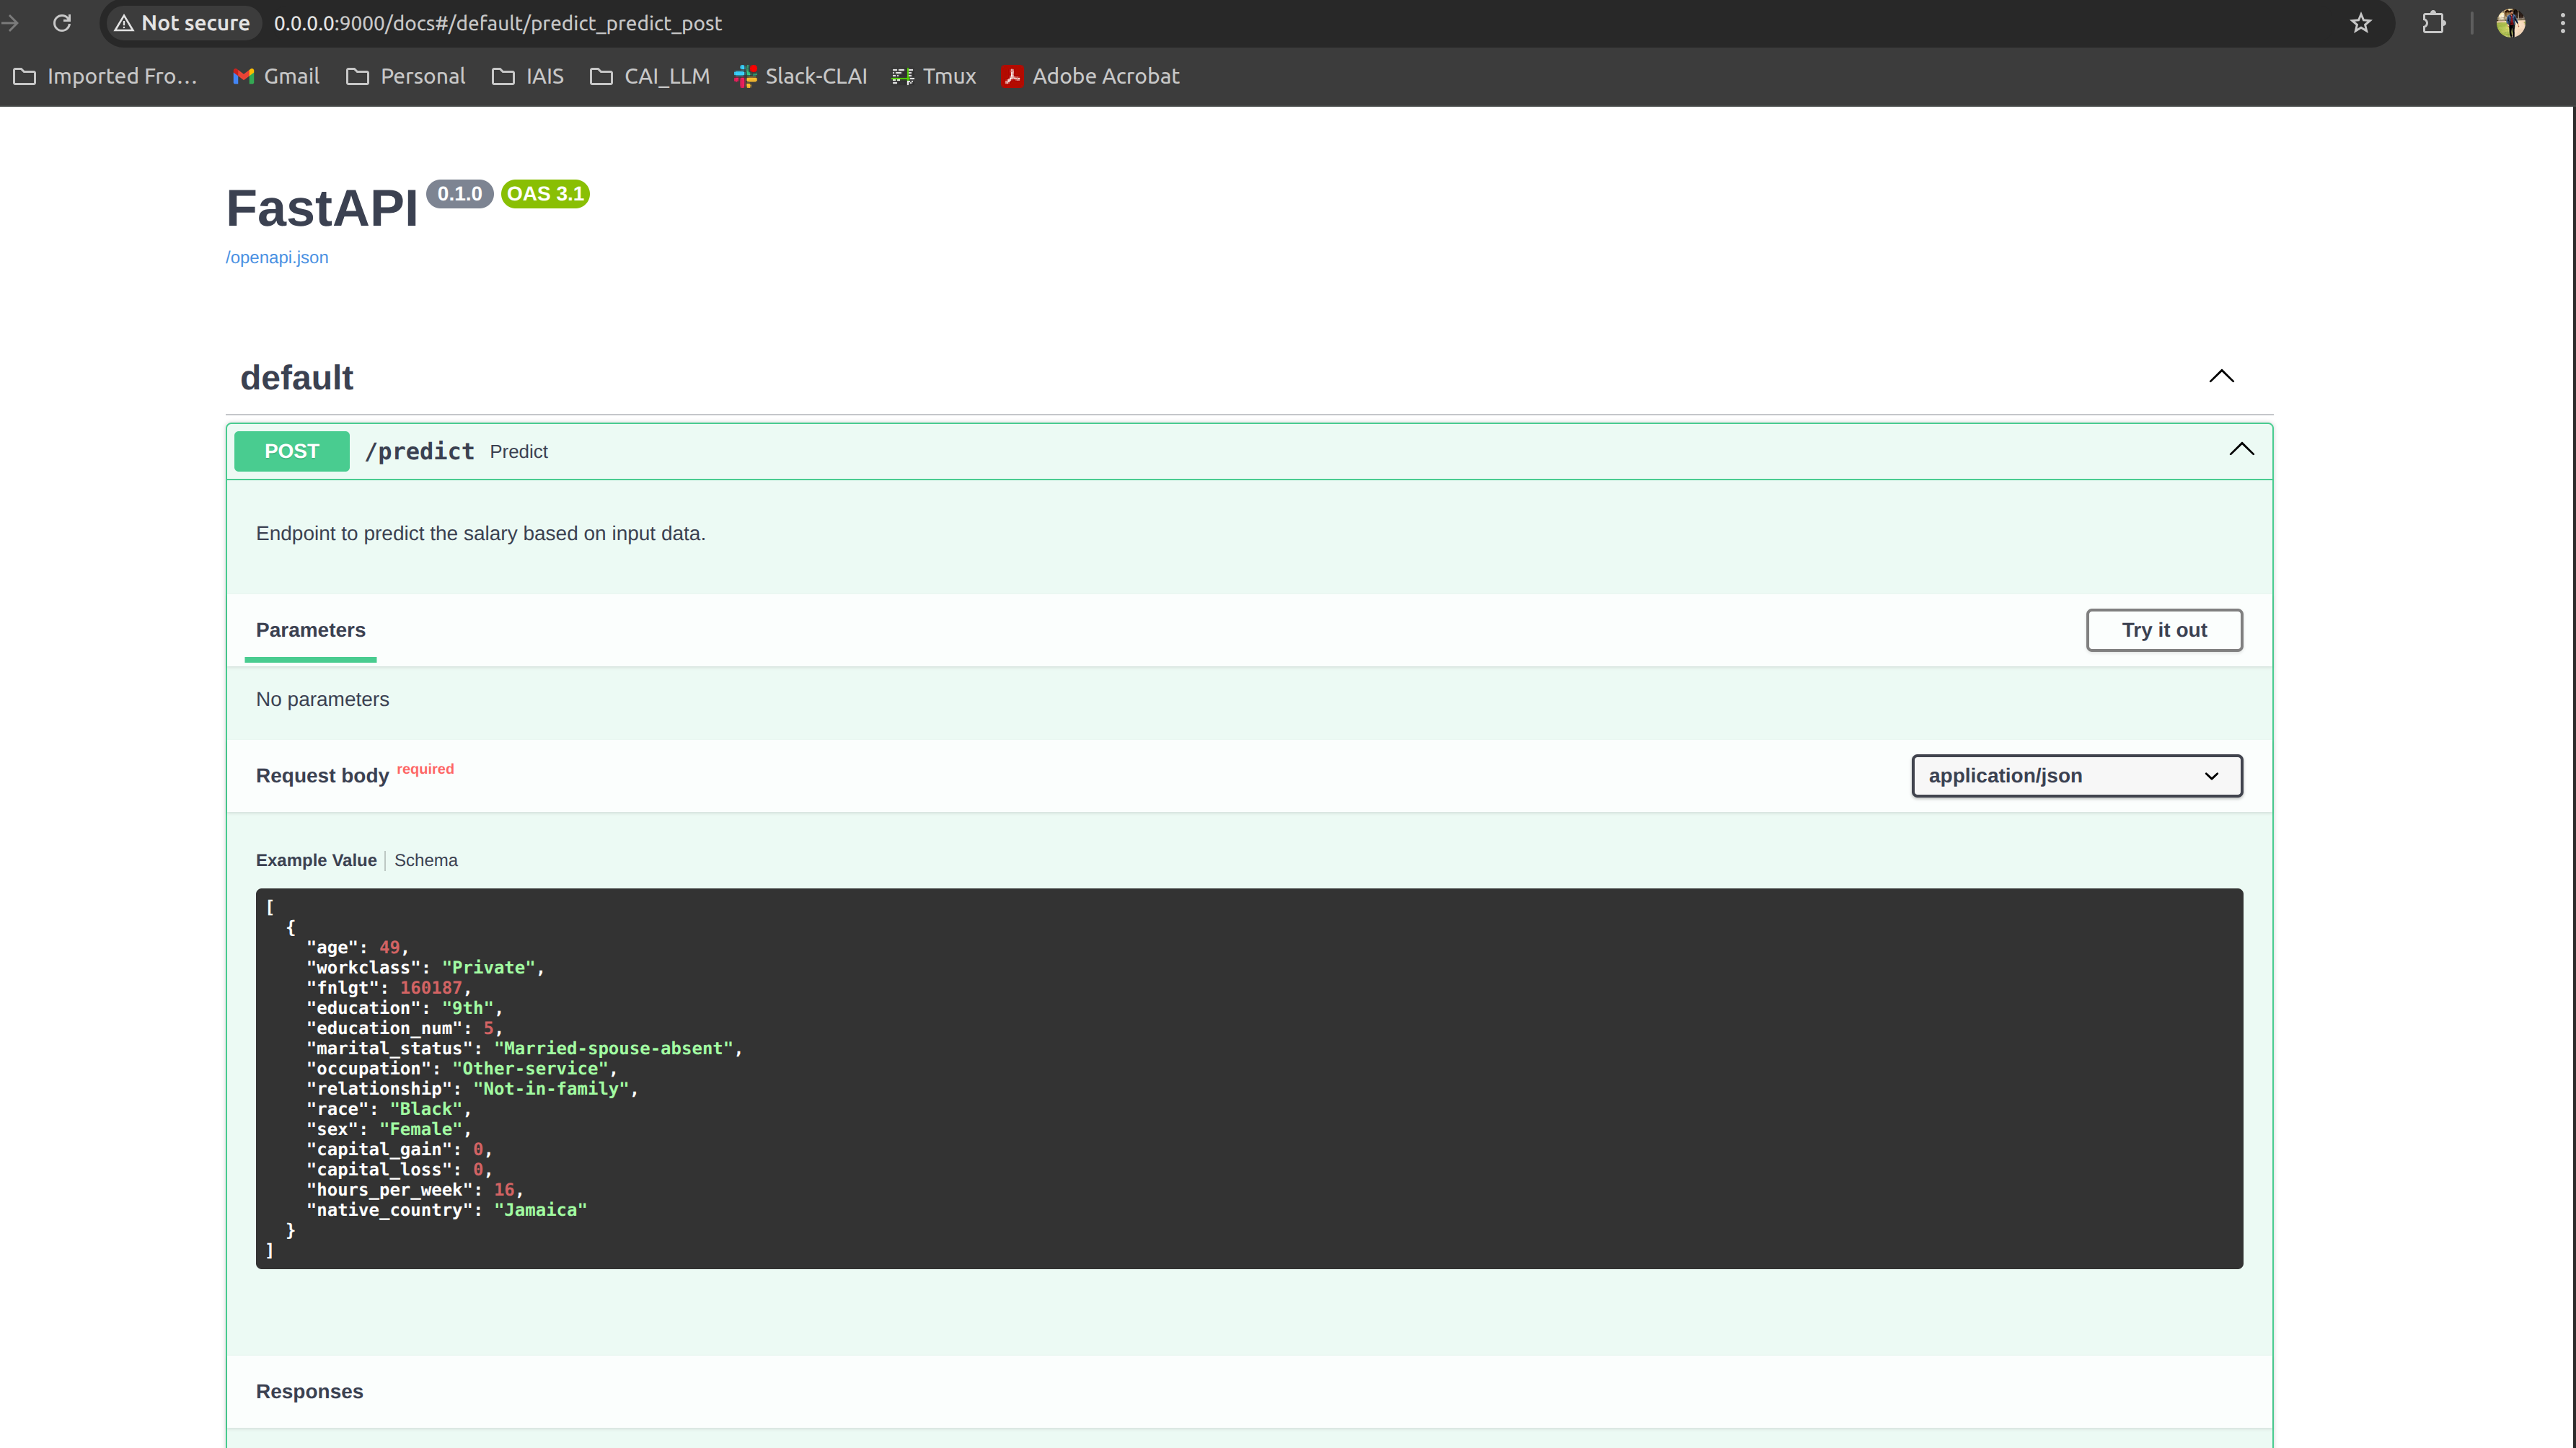 Not secure 0.0.0.0:9000/docs#/default/predict_predict_post
Imported Fro... Gmail Personal IAIS CAI_LLM Slack-CLAI Tmux Adobe Acrobat
FastAPI 0.1.0 OAS 3.1
/openapi.json
default
POST /predict Predict
Endpoint to predict the salary based on input data.
Parameters Try it out
No parameters
Request body required application/json
Example Value Schema
[
  {
    "age": 49,
    "workclass": "Private",
    "fnlgt": 160187,
    "education": "9th",
    "education_num": 5,
    "marital_status": "Married-spouse-absent",
    "occupation": "Other-service",
    "relationship": "Not-in-family",
    "race": "Black",
    "sex": "Female",
    "capital_gain": 0,
    "capital_loss": 0,
    "hours_per_week": 16,
    "native_country": "Jamaica"
  }
]
Responses